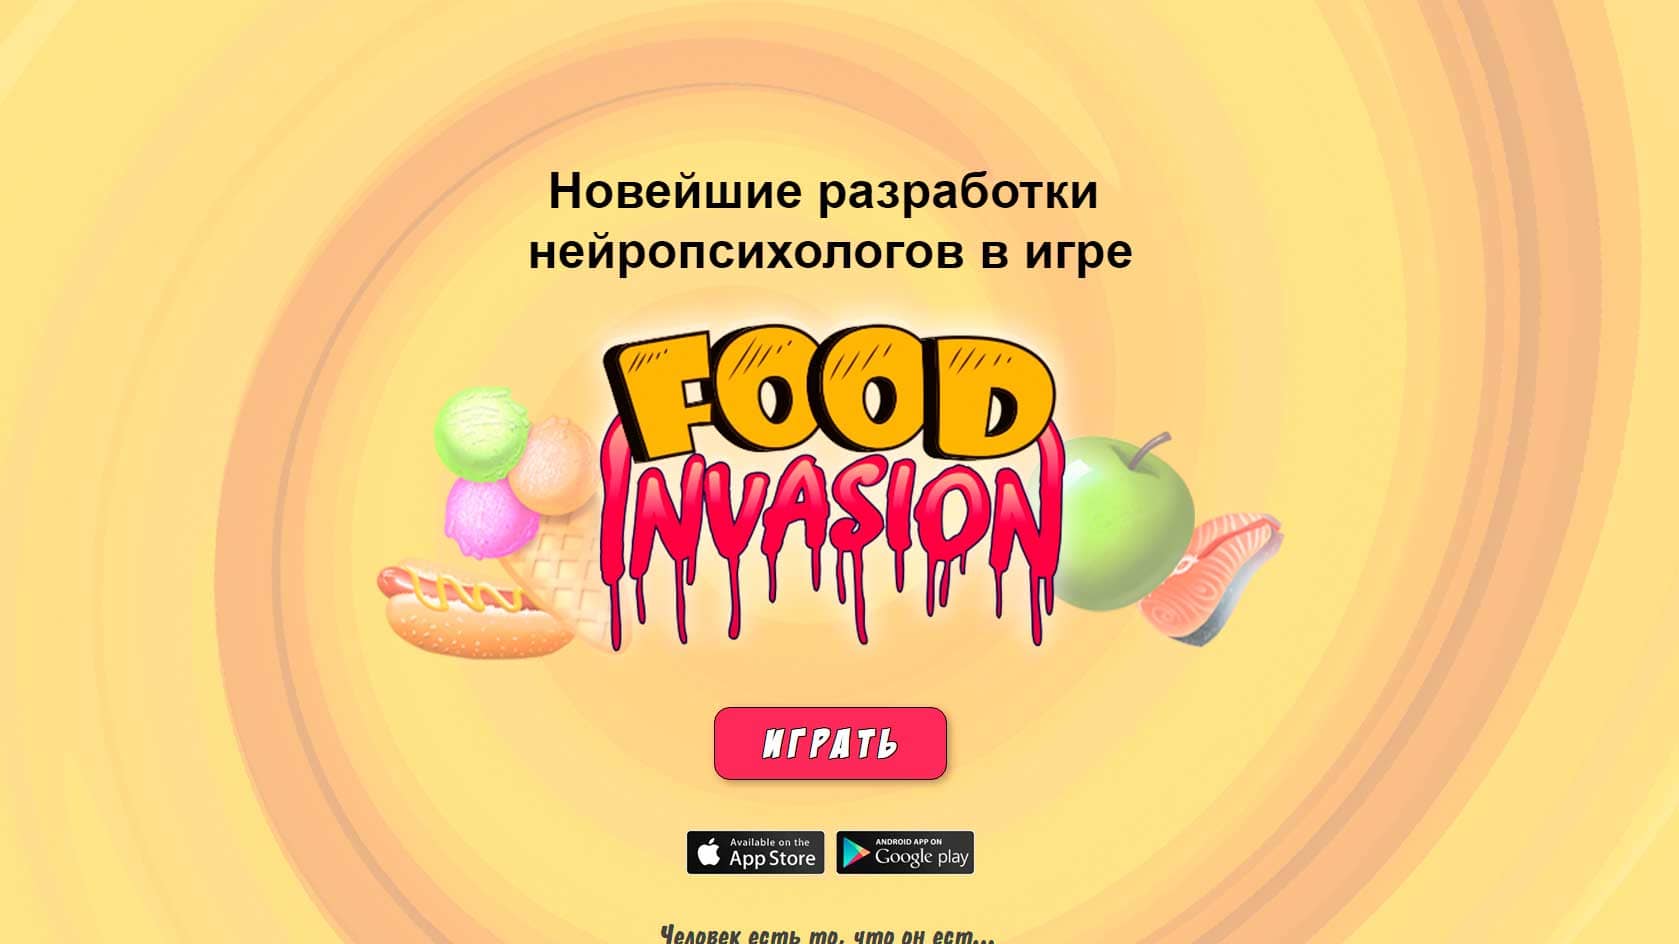 Новейшие разработки
нейропсихологов в игре
FOOD
INVASION
ИГРАТЬ
Available on the
App Store
ANDROID APP ON
Google play
Человек есть то, что он ест...